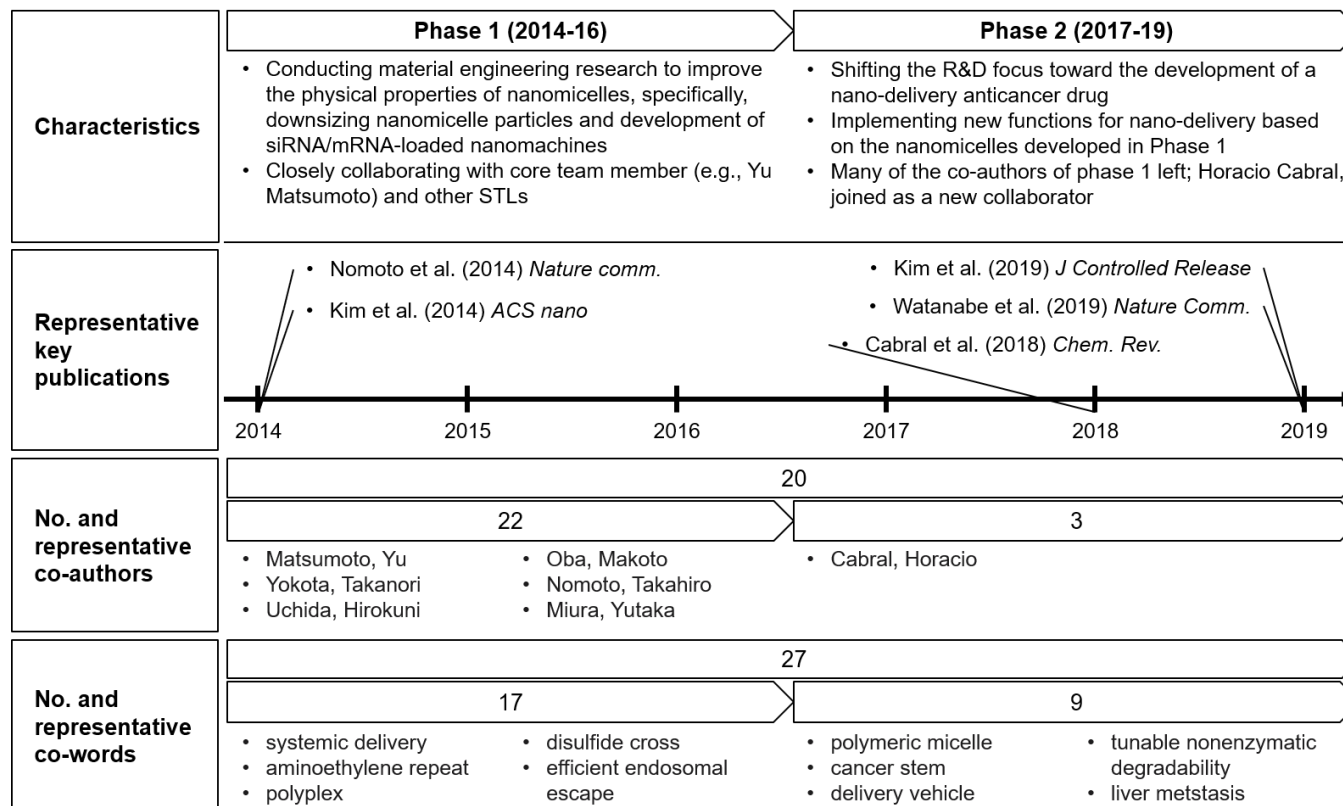 Phase 1 (2014-16)
Phase 2 (2017-19)
Characteristics
• Conducting material engineering research to improve
the physical properties of nanomicelles, specifically,
downsizing nanomicelle particles and development of
siRNA/mRNA-loaded nanomachines
• Closely collaborating with core team member (e.g., Yu
Matsumoto) and other STLs
• Shifting the R&D focus toward the development of a
nano-delivery anticancer drug
• Implementing new functions for nano-delivery based
on the nanomicelles developed in Phase 1
• Many of the co-authors of phase 1 left; Horacio Cabral,
joined as a new collaborator
Representative
key
publications
• Nomoto et al. (2014) Nature comm.
• Kim et al. (2014) ACS nano
• Kim et al. (2019) J Controlled Release
• Watanabe et al. (2019) Nature Comm.
• Cabral et al. (2018) Chem. Rev.
2014
2015
2016
2017
2018
2019
No. and
representative
co-authors
20
22
3
• Matsumoto, Yu
• Yokota, Takanori
• Uchida, Hirokuni
• Oba, Makoto
• Nomoto, Takahiro
• Miura, Yutaka
• Cabral, Horacio
No. and
representative
co-words
27
17
9
• systemic delivery
• aminoethylene repeat
• polyplex
• disulfide cross
• efficient endosomal
escape
• polymeric micelle
• cancer stem
• delivery vehicle
• tunable nonenzymatic
degradability
• liver metstasis